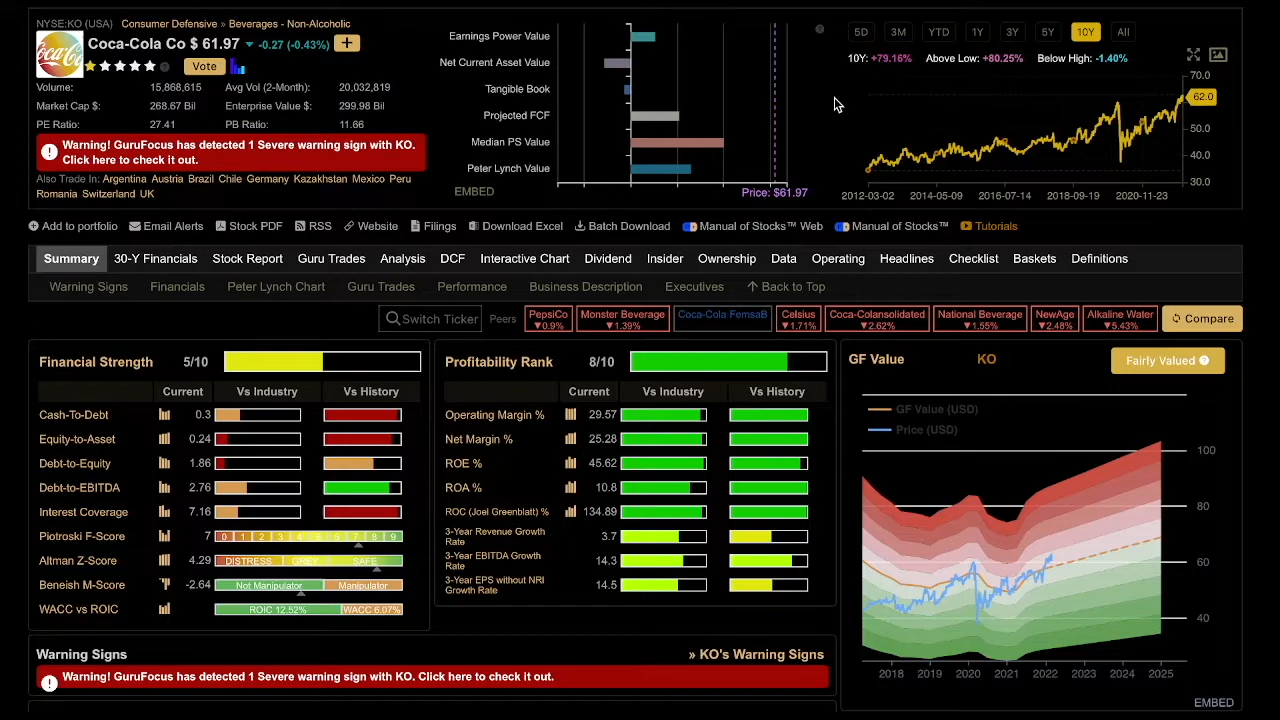 NYSE:KO (USA) Consumer Defensive » Beverages - Non-Alcoholic
Coca-Cola Co $ 61.97 -0.27 (-0.43%) +
Vote
Volume: 15,868,615 Avg Vol (2-Month): 20,032,819
Market Cap $: 268.67 Bil Enterprise Value $: 299.98 Bil
PE Ratio: 27.41 PB Ratio: 11.66
Warning! GuruFocus has detected 1 Severe warning sign with KO.
Click here to check it out.
Also Trade In: Argentina Austria Brazil Chile Germany Kazakhstan Mexico Peru
Romania Switzerland UK
Earnings Power Value
Net Current Asset Value
Tangible Book
Projected FCF
Median PS Value
Peter Lynch Value
EMBED
Price: $61.97
5D 3M YTD 1Y 3Y 5Y 10Y All
10Y: +79.16% Above Low: +80.25% Below High: -1.40%
70.0
62.0
50.0
40.0
30.0
2012-03-02 2014-05-09 2016-07-14 2018-09-19 2020-11-23
Add to portfolio Email Alerts Stock PDF RSS Website Filings Download Excel Batch Download Manual of Stocks™ Web Manual of Stocks™ Tutorials
Summary 30-Y Financials Stock Report Guru Trades Analysis DCF Interactive Chart Dividend Insider Ownership Data Operating Headlines Checklist Baskets Definitions
Warning Signs Financials Peter Lynch Chart Guru Trades Performance Business Description Executives Back to Top
Switch Ticker Peers
PepsiCo ▼0.9%
Monster Beverage ▼1.39%
Coca-Cola FemsaB
Celsius ▼1.71%
Coca-Colansolidated ▼2.62%
National Beverage ▼1.55%
NewAge ▼2.48%
Alkaline Water ▼5.43%
Compare
Financial Strength 5/10
Current Vs Industry Vs History
Cash-To-Debt 0.3
Equity-to-Asset 0.24
Debt-to-Equity 1.86
Debt-to-EBITDA 2.76
Interest Coverage 7.16
Piotroski F-Score 7 0 1 2 3 4 5 6 7 8 9
Altman Z-Score 4.29 DISTRESS GREY SAFE
Beneish M-Score -2.64 Not Manipulator Manipulator
WACC vs ROIC ROIC 12.52% WACC 6.07%
Profitability Rank 8/10
Current Vs Industry Vs History
Operating Margin % 29.57
Net Margin % 25.28
ROE % 45.62
ROA % 10.8
ROC (Joel Greenblatt) % 134.89
3-Year Revenue Growth Rate 3.7
3-Year EBITDA Growth Rate 14.3
3-Year EPS without NRI Growth Rate 14.5
GF Value KO Fairly Valued
GF Value (USD)
Price (USD)
100
80
60
40
2018 2019 2020 2021 2022 2023 2024 2025
EMBED
Warning Signs » KO's Warning Signs
Warning! GuruFocus has detected 1 Severe warning sign with KO. Click here to check it out.